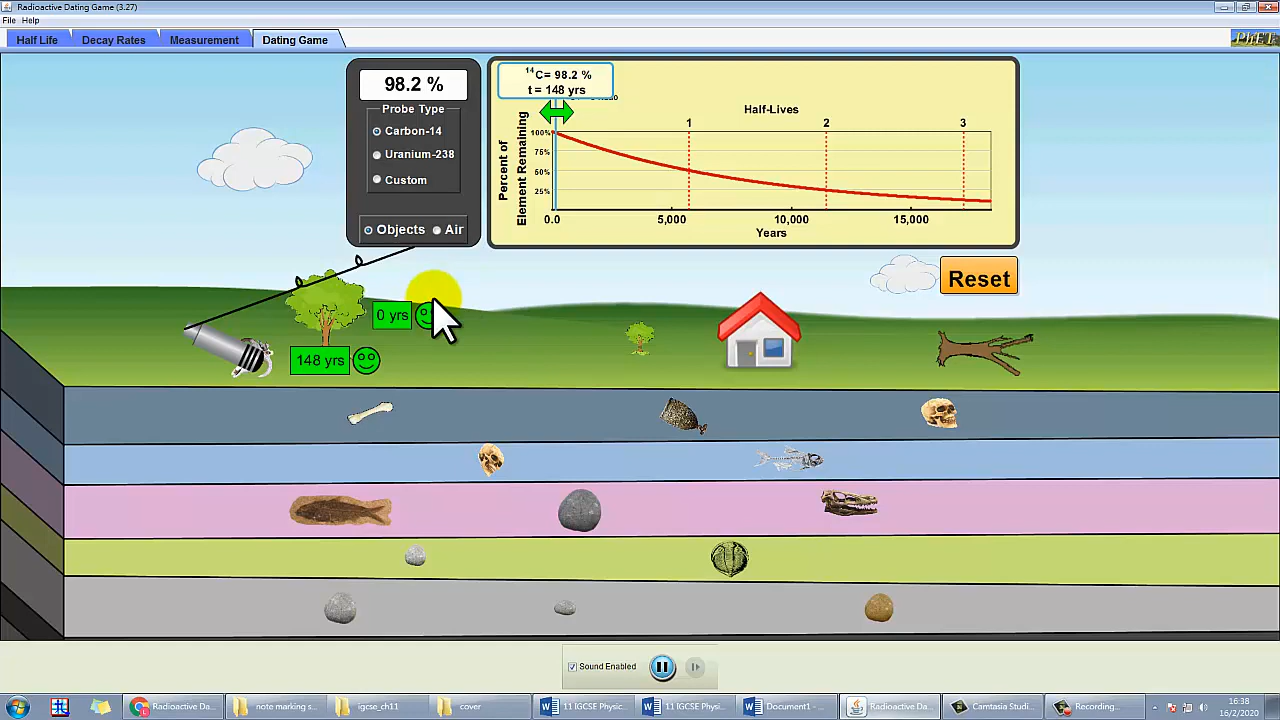 Radioactive Dating Game (3.27)
File Help
Half Life
Decay Rates
Measurement
Dating Game
PhET
98.2 %
Probe Type
Carbon-14
Uranium-238
Custom
Objects Air
14C= 98.2 %
t = 148 yrs
Half-Lives
1 2 3
Percent of
Element Remaining
100%
75%
50%
25%
0.0 5,000 10,000 15,000
Years
Reset
0 yrs
148 yrs
Sound Enabled
Radioactive Da...
note marking s...
igcse_ch11
cover
11 IGCSE Physic...
11 IGCSE Physi...
Document1 - ...
Radioactive Da...
Camtasia Studi...
Recording...
16:38
16/2/2020